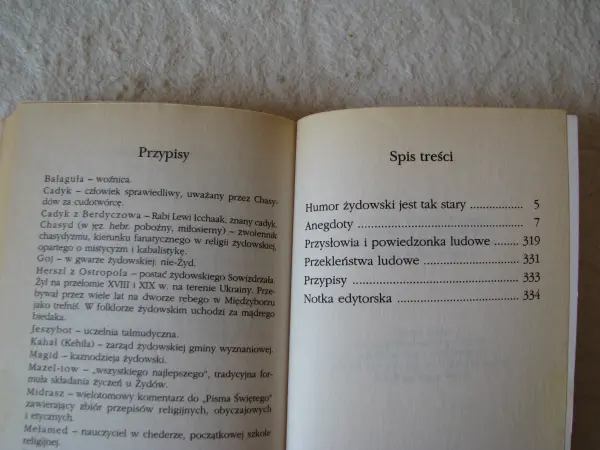 Przypisy
Bałaguła – woźnica.
Cadyk – człowiek sprawiedliwy, uważany przez Chasy-
dów za cudotwórcę.
Cadyk z Berdyczowa – Rabi Lewi Icchaak, znany cadyk.
Chasyd (w jęz. hebr. pobożny, miłosierny) – zwolennik
chasydyzmu, kierunku fanatycznego w religii żydowskiej,
opartego o mistycyzm i kabalistykę.
Goj – w gwarze żydowskiej: nie-Żyd.
Herszl z Ostropola – postać żydowskiego Sowizdrzała.
Żył na przełomie XVIII i XIX w. na terenie Ukrainy. Prze-
bywał przez wiele lat na dworze rebego w Międzyborzu
jako trefniś. W folklorze żydowskim uchodzi za mądrego
biedaka.
Jeszybot – uczelnia talmudyczna.
Kahał (Kehila) – zarząd żydowskiej gminy wyznaniowej.
Magid – kaznodzieja żydowski.
Mazel-tow – „wszystkiego najlepszego", tradycyjna for-
muła składania życzeń u Żydów.
Midrasz – wielotomowy komentarz do „Pisma Świętego"
zawierający zbiór przepisów religijnych, obyczajowych
i etycznych.
Mełamed – nauczyciel w chederze, początkowej szkole
religijnej.
Spis treści
Humor żydowski jest tak stary ................. 5
Anegdoty ................. 7
Przysłowia i powiedzonka ludowe ....... 319
Przekleństwa ludowe ................. 331
Przypisy ................. 333
Notka edytorska ................. 334